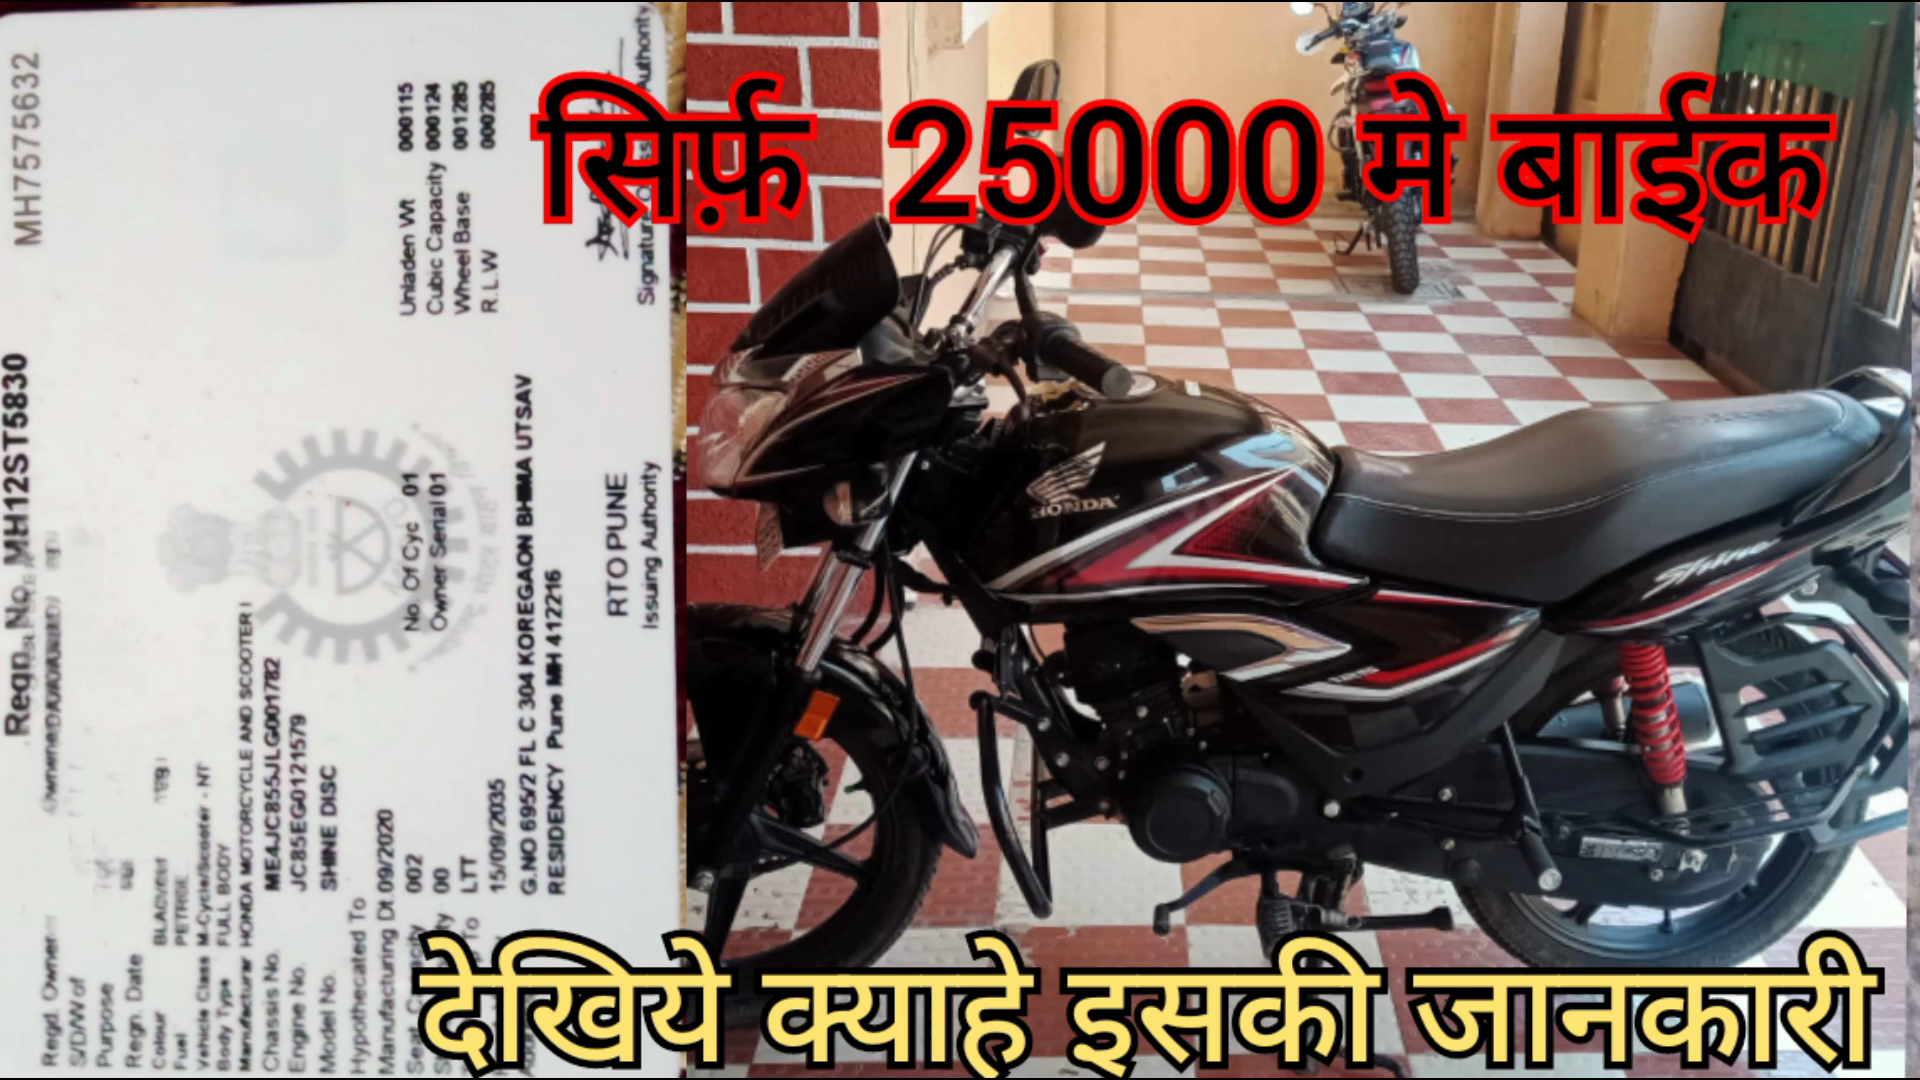 सिर्फ़ 25000 मे बाईक
MH7575632
Regn. No. MH12ST5830
Regd. Owner
S/D/W of
Purpose
Regn. Date
Colour
Fuel PETROL
Vehicle Class M-Cycle/Scooter - NT
Body Type FULL BODY
Manufacturer HONDA MOTORCYCLE AND SCOOTER I
Chassis No. ME4JC855JLG001782
Engine No. JC85EG0121579
Model No. SHINE DISC
Hypothecated To
Manufacturing Dt. 09/2020
Seat Capacity 002
00
To LTT
15/09/2035
G.NO 695/2 FL C 304 KOREGAON BHIMA UTSAV
RESIDENCY Pune MH 412216
No. Of Cyc 01
Owner Serial 01
Unladen Wt 000115
Cubic Capacity 000124
Wheel Base 001285
R.L.W 000285
RTO PUNE
Issuing Authority
Signature Authority
HONDA
Shine
देखिये क्याहे इसकी जानकारी